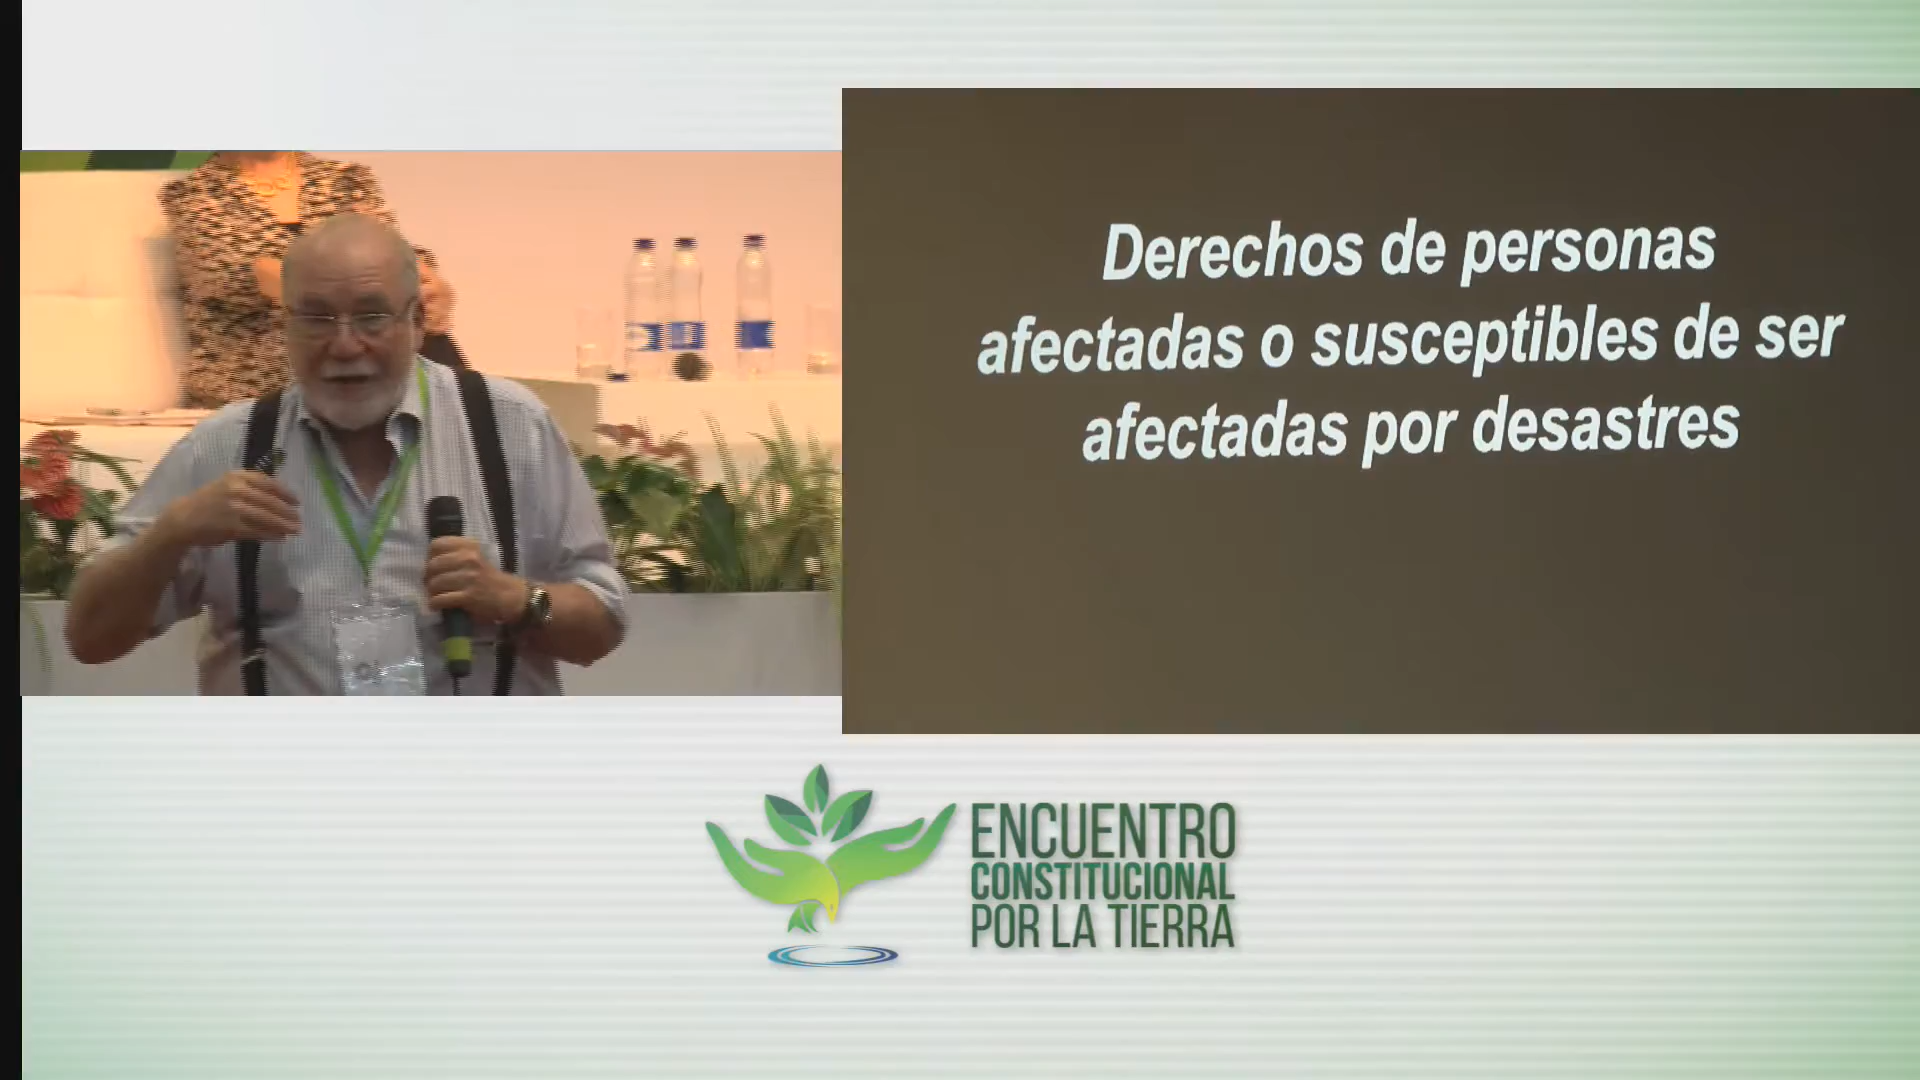 Derechos de personas
afectadas o susceptibles de ser
afectadas por desastres
ENCUENTRO
CONSTITUCIONAL
POR LA TIERRA